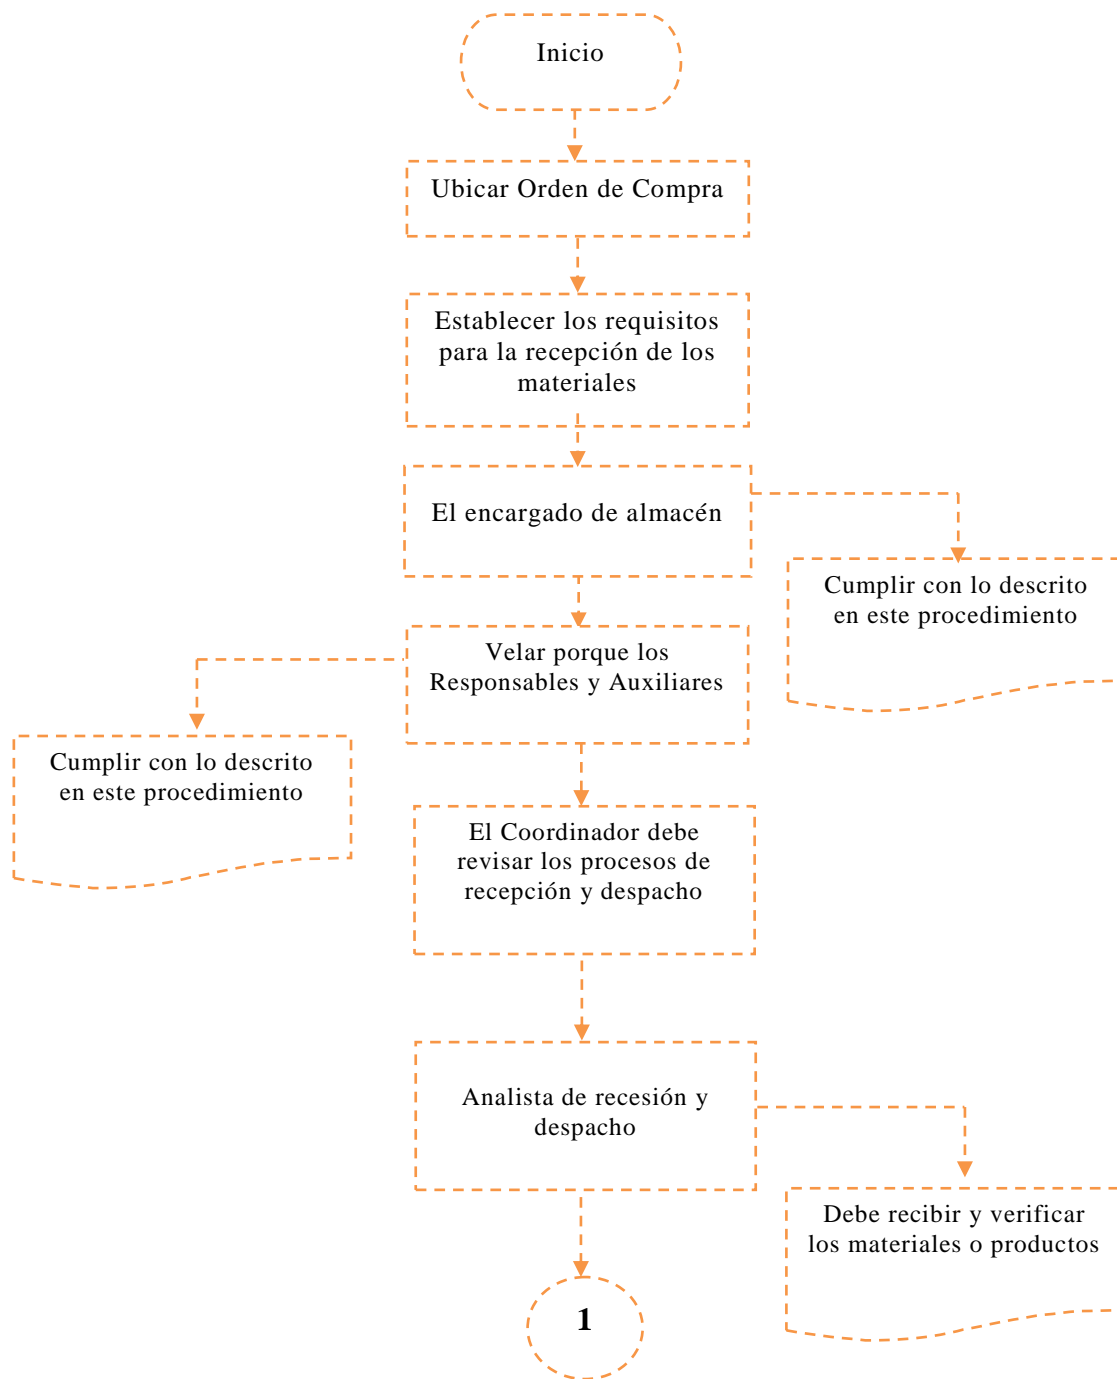 Inicio
Ubicar Orden de Compra
Establecer los requisitos
para la recepción de los
materiales
El encargado de almacén
Cumplir con lo descrito
en este procedimiento
Velar porque los
Responsables y Auxiliares
Cumplir con lo descrito
en este procedimiento
El Coordinador debe
revisar los procesos de
recepción y despacho
Analista de recesión y
despacho
Debe recibir y verificar
los materiales o productos
1